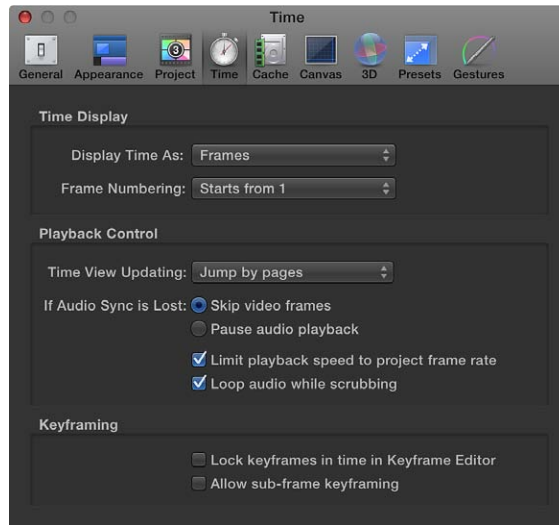 Time
General Appearance Project Time Cache Canvas 3D Presets Gestures
Time Display
Display Time As: Frames
Frame Numbering: Starts from 1
Playback Control
Time View Updating: Jump by pages
If Audio Sync is Lost: Skip video frames
Pause audio playback
Limit playback speed to project frame rate
Loop audio while scrubbing
Keyframing
Lock keyframes in time in Keyframe Editor
Allow sub-frame keyframing